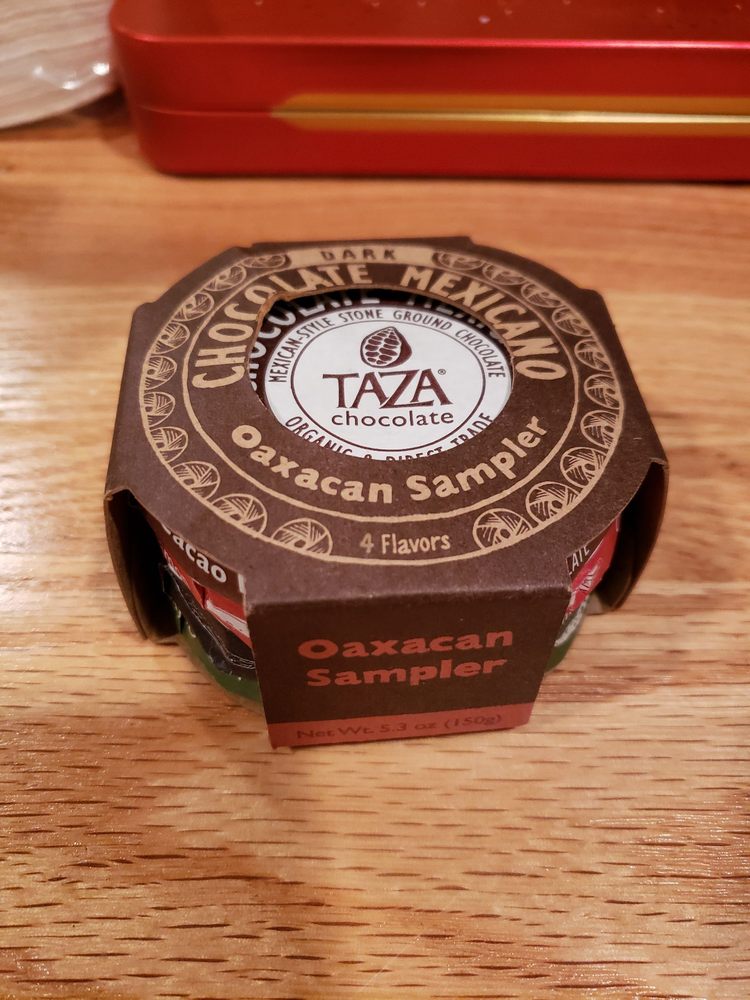 DARK
CHOCOLATE MEXICANO
MEXICAN-STYLE STONE GROUND CHOCOLATE
TAZA®
chocolate
ORGANIC & DIRECT TRADE
Oaxacan Sampler
4 Flavors
cacao
Oaxacan
Sampler
Net Wt. 5.3 oz (150g)